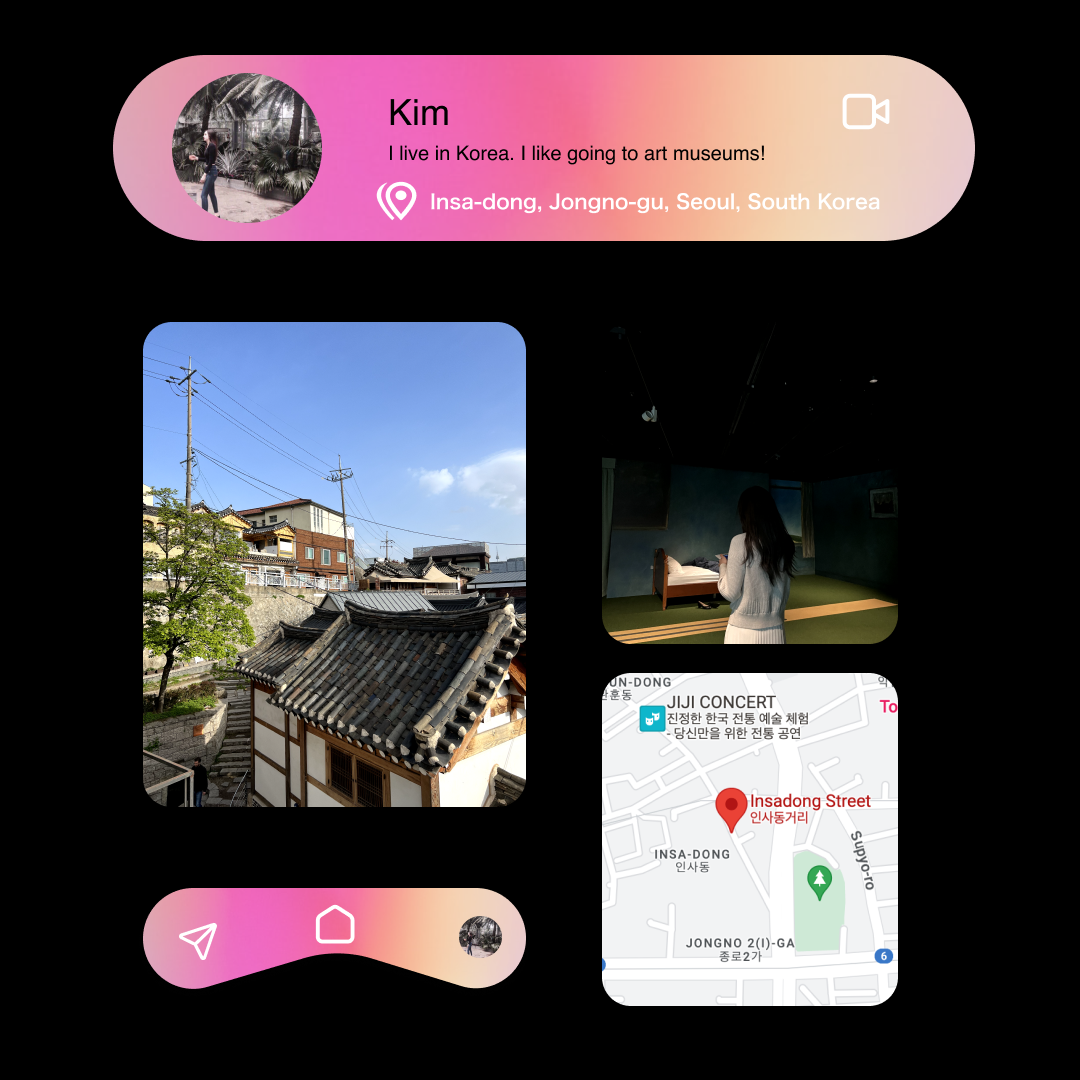 Kim
I live in Korea. I like going to art museums!
Insa-dong, Jongno-gu, Seoul, South Korea
UN-DONG
관훈동
JIJI CONCERT
진정한 한국 전통 예술 체험
- 당신만을 위한 전통 공연
To
Insadong Street
인사동거리
Supyo-ro
INSA-DONG
인사동
JONGNO 2(I)-GA
종로2가
6